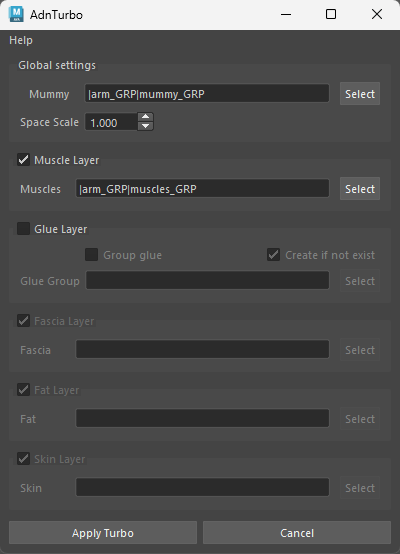 AdnTurbo
Help
Global settings
Mummy |arm_GRP|mummy_GRP Select
Space Scale 1.000
Muscle Layer
Muscles |arm_GRP|muscles_GRP Select
Glue Layer
Group glue Create if not exist
Glue Group Select
Fascia Layer
Fascia Select
Fat Layer
Fat Select
Skin Layer
Skin Select
Apply Turbo Cancel